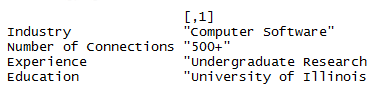 [,1]
Industry "Computer Software"
Number of Connections "500+"
Experience "Undergraduate Research
Education "University of Illinois